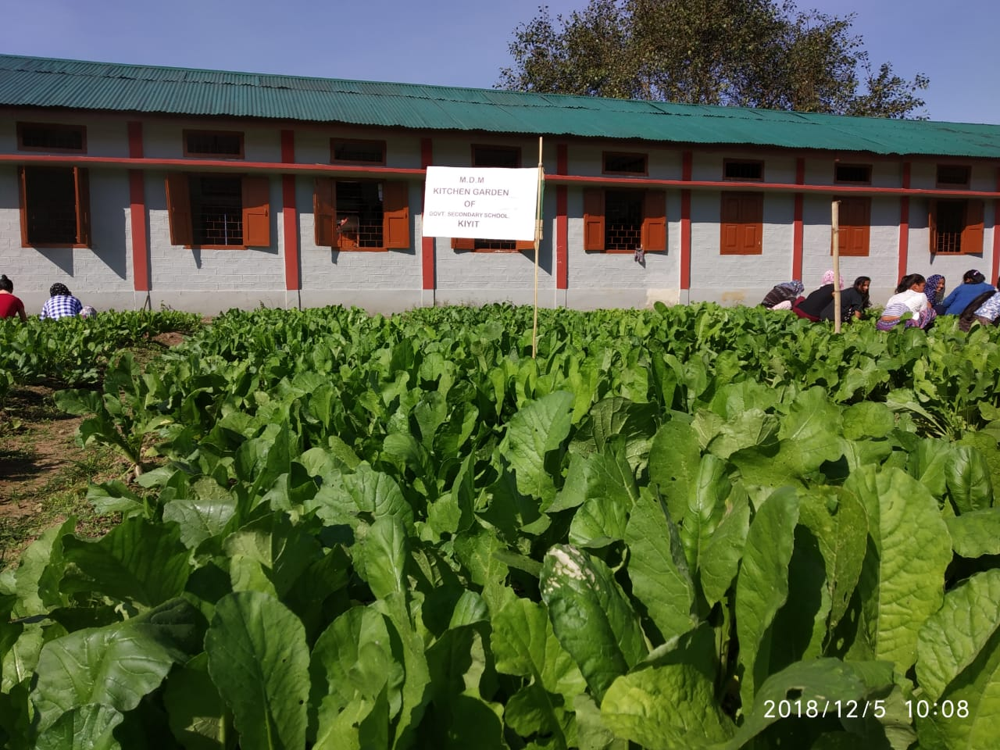 M.D.M
KITCHEN GARDEN
OF
GOVT. SECONDARY SCHOOL
KIYIT
2018/12/5 10:08